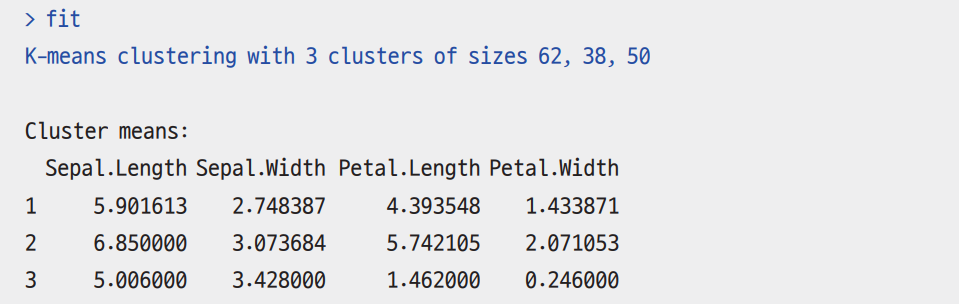 > fit
K-means clustering with 3 clusters of sizes 62, 38, 50
Cluster means:
Sepal.Length Sepal.Width Petal.Length Petal.Width
1 5.901613 2.748387 4.393548 1.433871
2 6.850000 3.073684 5.742105 2.071053
3 5.006000 3.428000 1.462000 0.246000